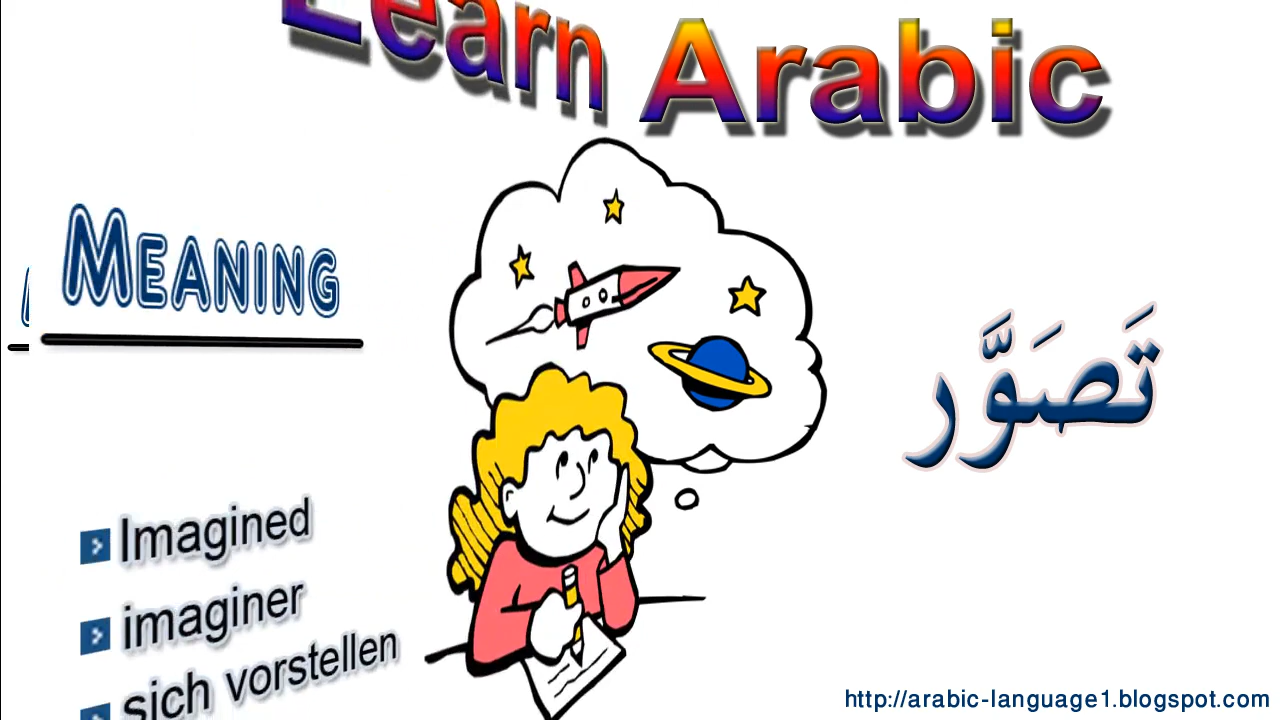 Learn Arabic
MEANING
تَصَوَّر
Imagined
imaginer
sich vorstellen
http://arabic-language1.blogspot.com